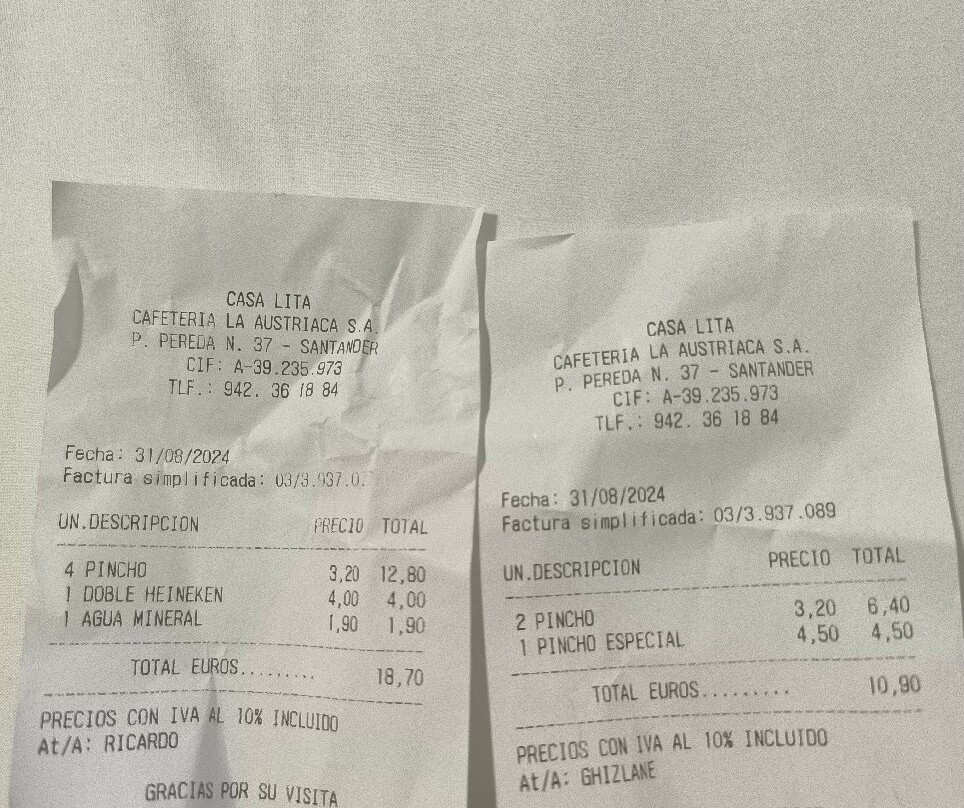 CASA LITA
CAFETERIA LA AUSTRIACA S.A.
P. PEREDA N. 37 - SANTANDER
CIF: A-39.235.973
TLF.: 942. 36 18 84
Fecha: 31/08/2024
Factura simplificada:
UN.DESCRIPCION PRECIO TOTAL
4 PINCHO 3,20 12,80
1 DOBLE HEINEKEN 4,00 4,00
1 AGUA MINERAL 1,90 1,90
TOTAL EUROS......... 18,70
PRECIOS CON IVA AL 10% INCLUIDO
At/A: RICARDO
GRACIAS POR SU VISITA
CASA LITA
CAFETERIA LA AUSTRIACA S.A.
P. PEREDA N. 37 - SANTANDER
CIF: A-39.235.973
TLF.: 942. 36 18 84
Fecha: 31/08/2024
Factura simplificada: 03/3.937.089
UN.DESCRIPCION PRECIO TOTAL
2 PINCHO 3,20 6,40
1 PINCHO ESPECIAL 4,50 4,50
TOTAL EUROS......... 10,90
PRECIOS CON IVA AL 10% INCLUIDO
At/A: GHIZLANE